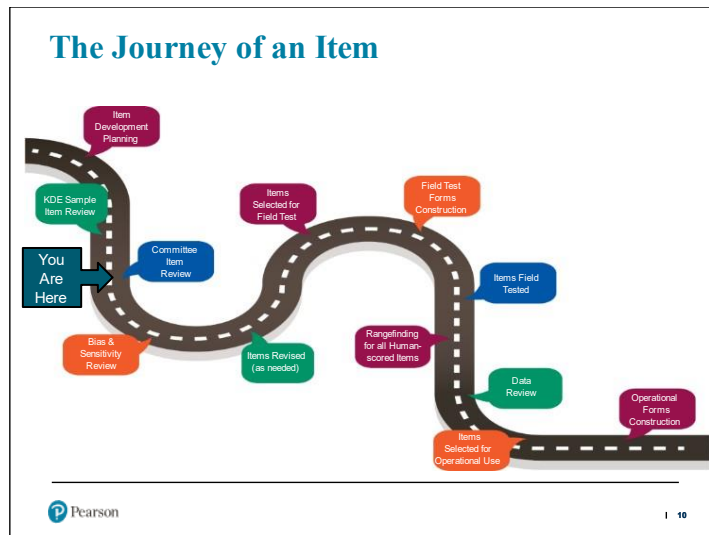 The Journey of an Item
Item
Development
Planning
KDE Sample
Item Review
You
Are
Here
Committee
Item
Review
Bias &
Sensitivity
Review
Items Revised
(as needed)
Items
Selected for
Field Test
Field Test
Forms
Construction
Items Field
Tested
Rangefinding
for all Human-
scored Items
Data
Review
Items
Selected for
Operational Use
Operational
Forms
Construction
Pearson
10